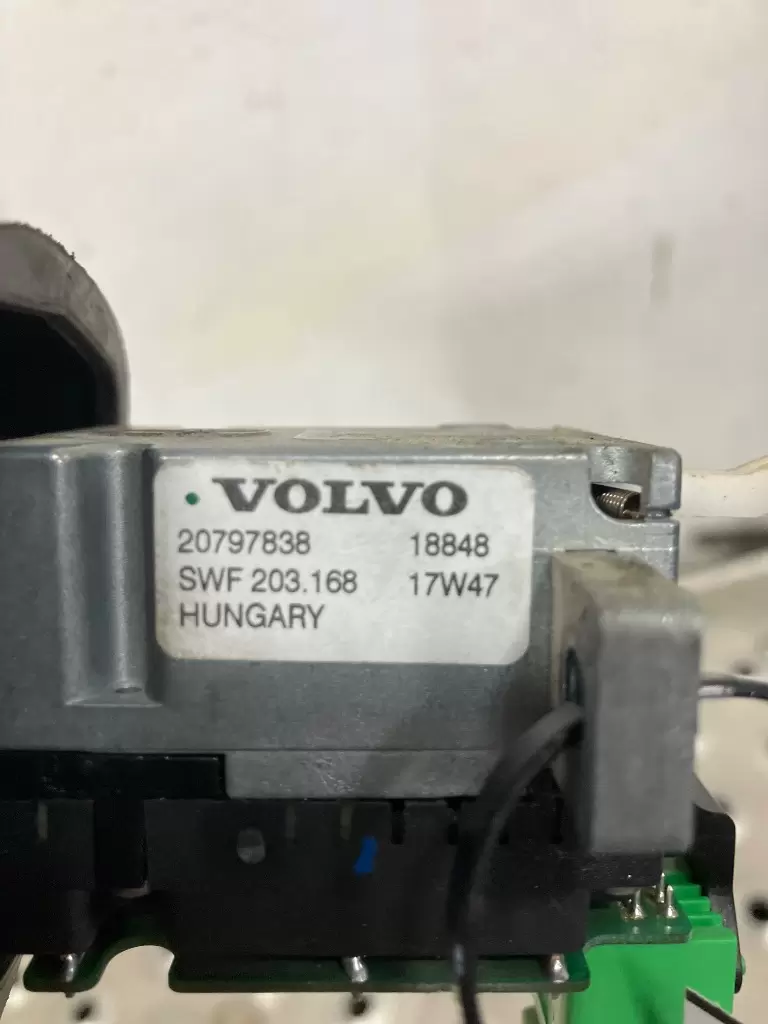 VOLVO
20797838 18848
SWF 203.168 17W47
HUNGARY